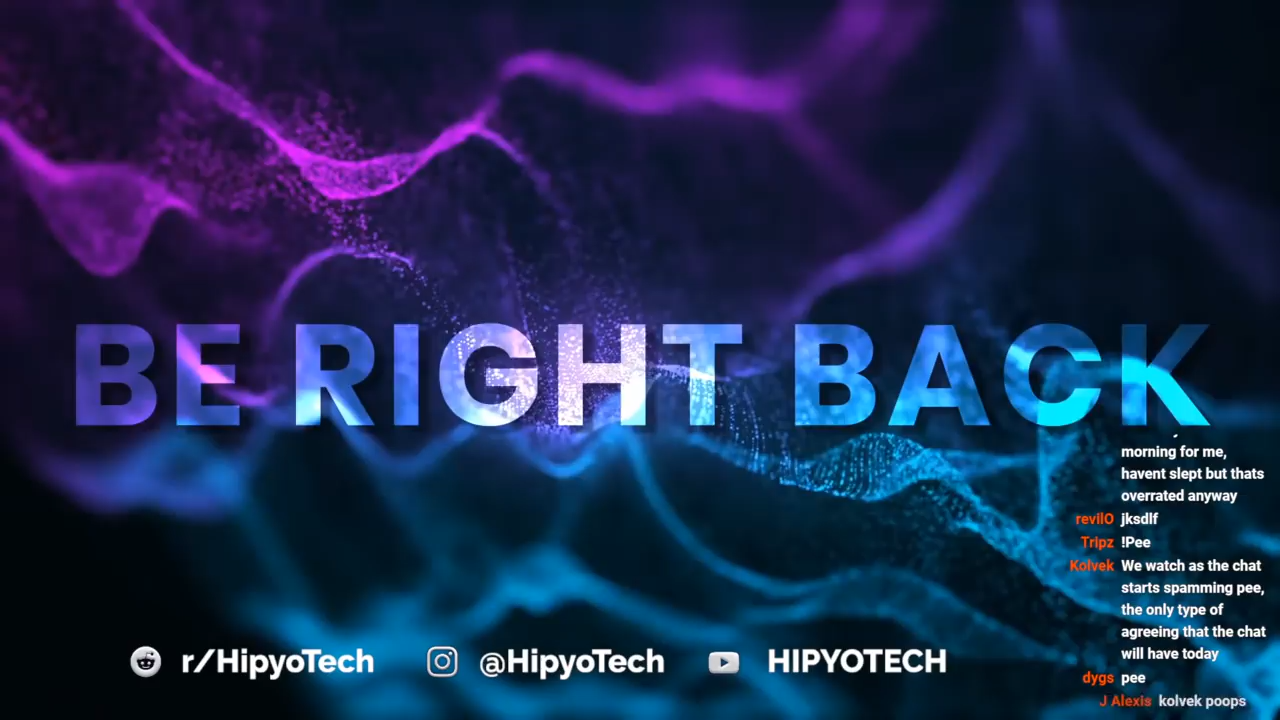 BE RIGHT BACK
morning for me,
havent slept but thats
overrated anyway
revilO jksdlf
Tripz !Pee
Kolvek We watch as the chat
starts spamming pee,
the only type of
agreeing that the chat
will have today
dygs pee
J Alexis kolvek poops
r/HipyoTech @HipyoTech HIPYOTECH